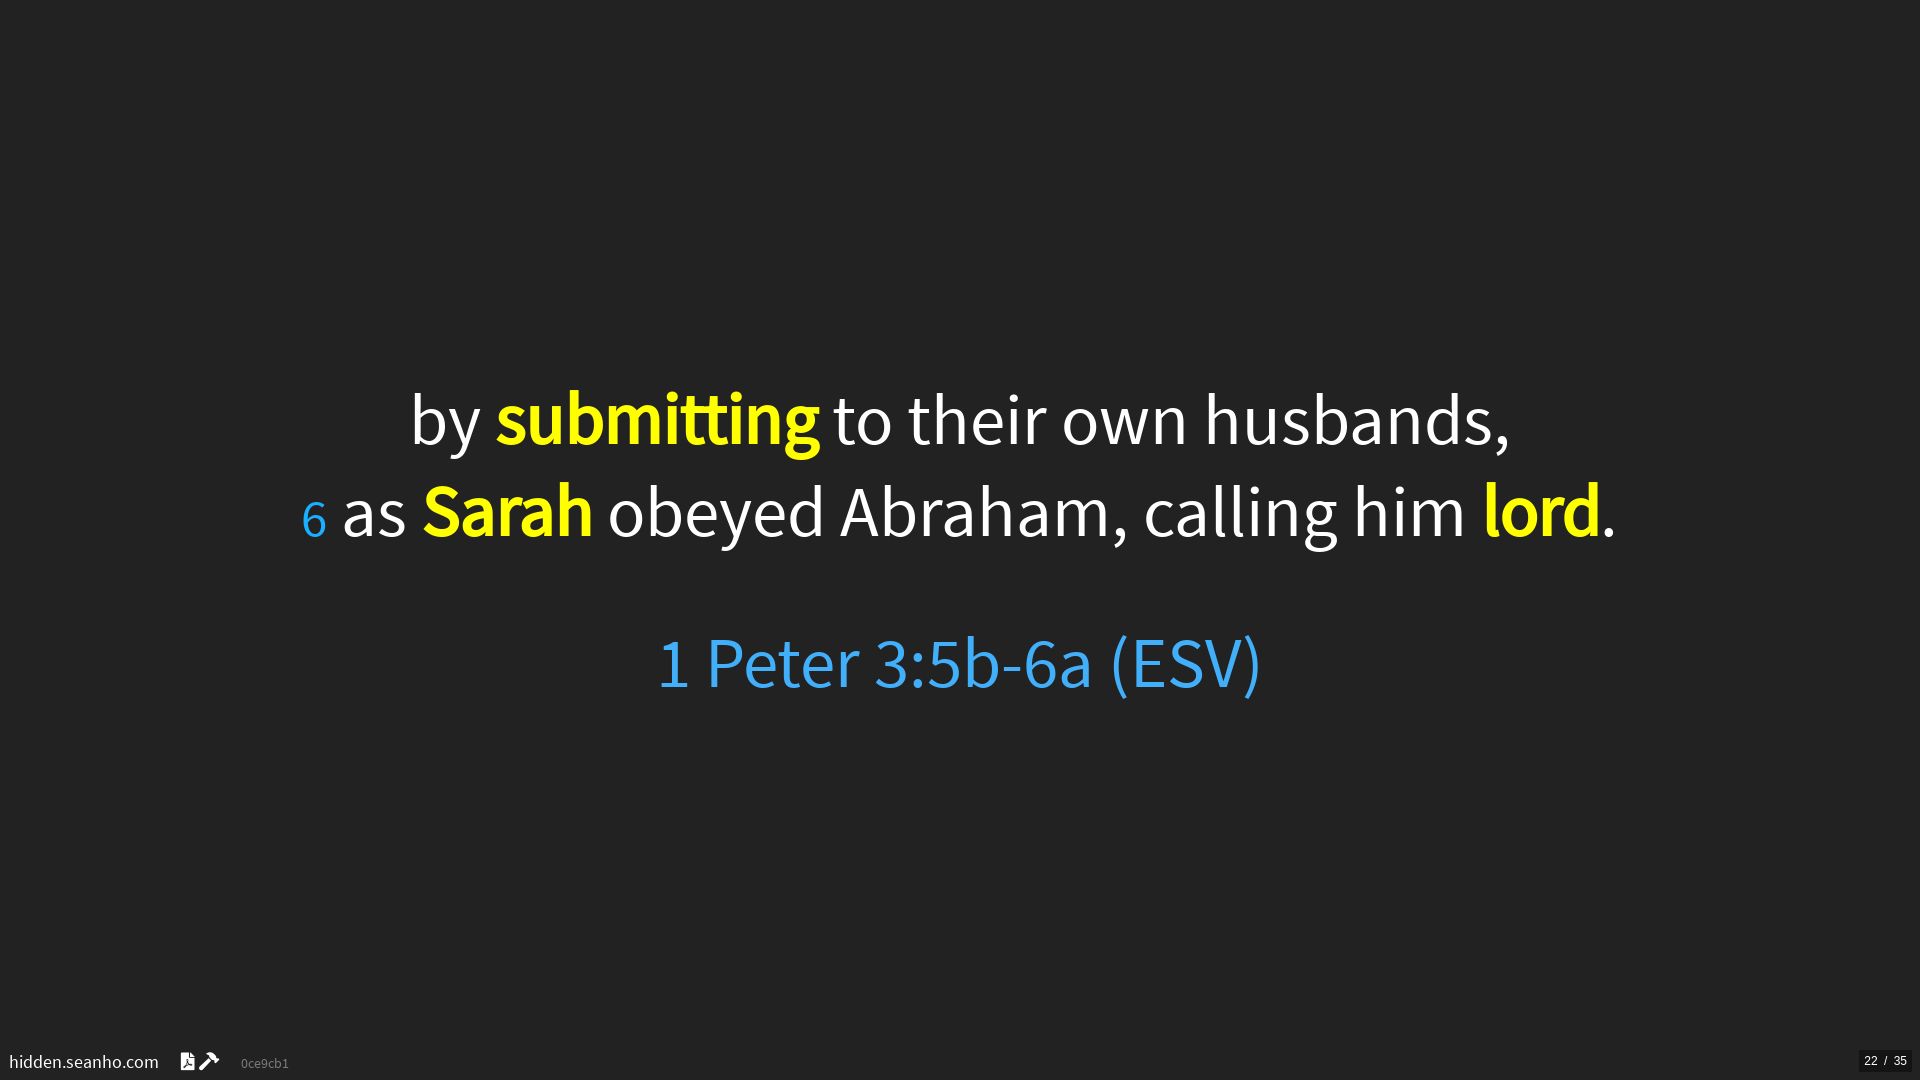 by submitting to their own husbands,
6 as Sarah obeyed Abraham, calling him lord.
1 Peter 3:5b-6a (ESV)
hidden.seanho.com 0ce9cb1 22 / 35